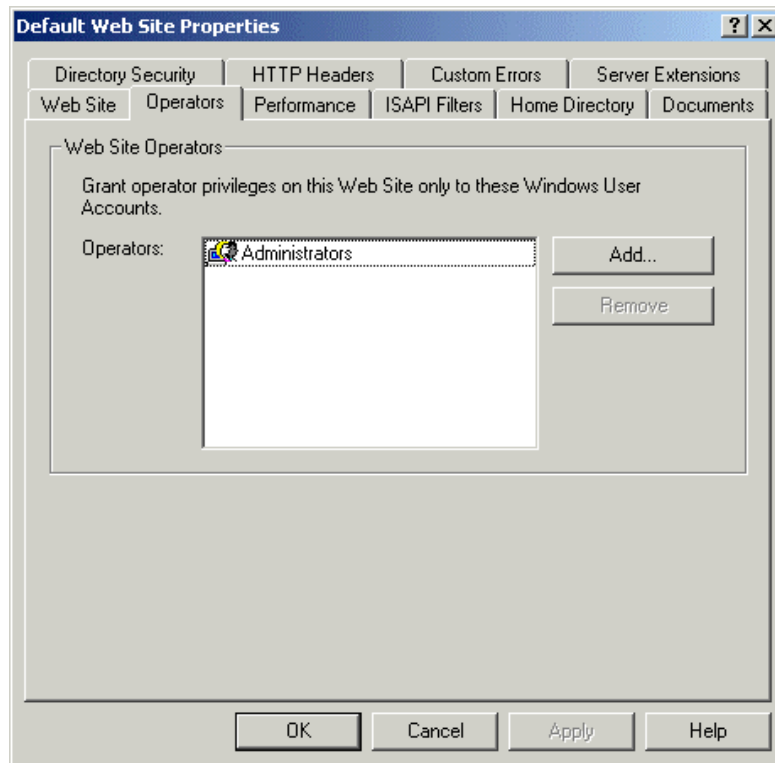 Default Web Site Properties
Directory Security HTTP Headers Custom Errors Server Extensions
Web Site Operators Performance ISAPI Filters Home Directory Documents
Web Site Operators
Grant operator privileges on this Web Site only to these Windows User
Accounts.
Operators: Administrators Add...
Remove
OK Cancel Apply Help